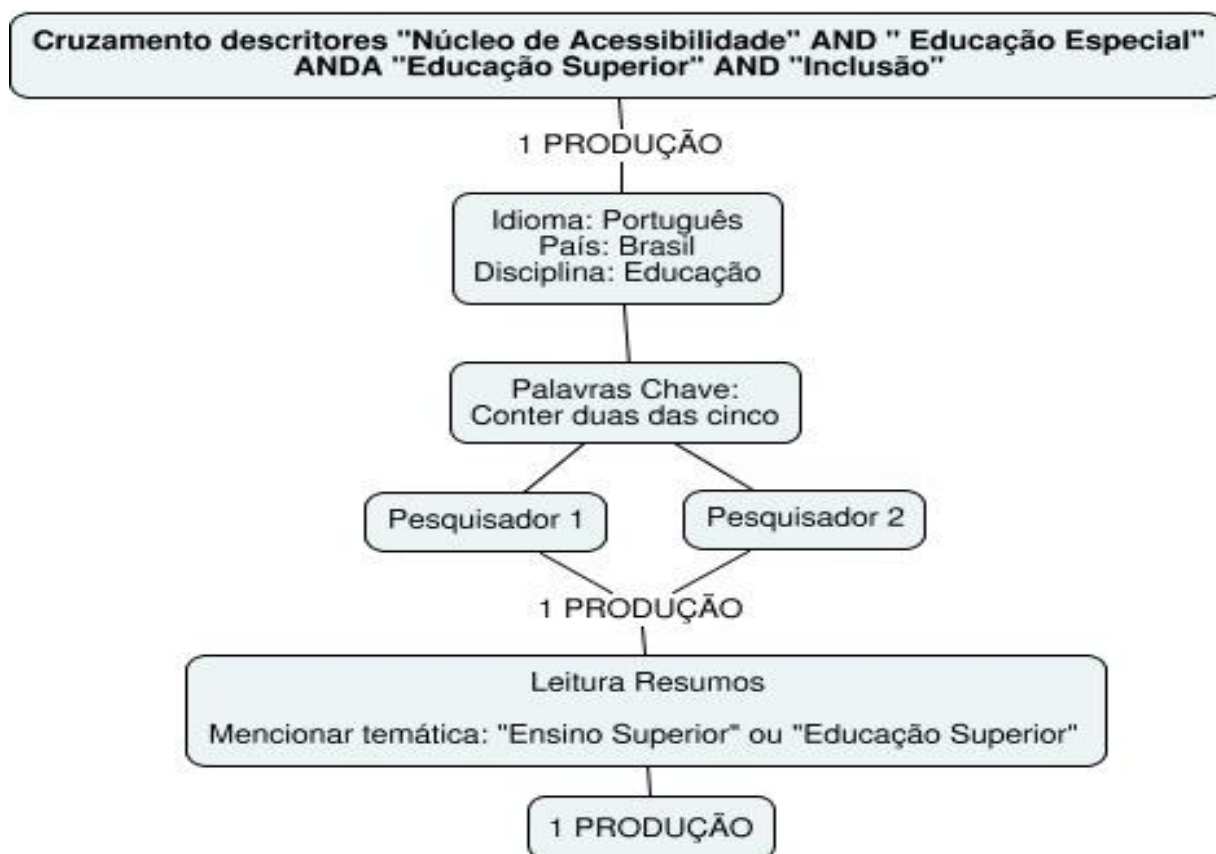 Cruzamento descritores "Núcleo de Acessibilidade" AND " Educação Especial"
ANDA "Educação Superior" AND "Inclusão"
1 PRODUÇÃO
Idioma: Português
País: Brasil
Disciplina: Educação
Palavras Chave:
Conter duas das cinco
Pesquisador 1
Pesquisador 2
1 PRODUÇÃO
Leitura Resumos
Mencionar temática: "Ensino Superior" ou "Educação Superior"
1 PRODUÇÃO